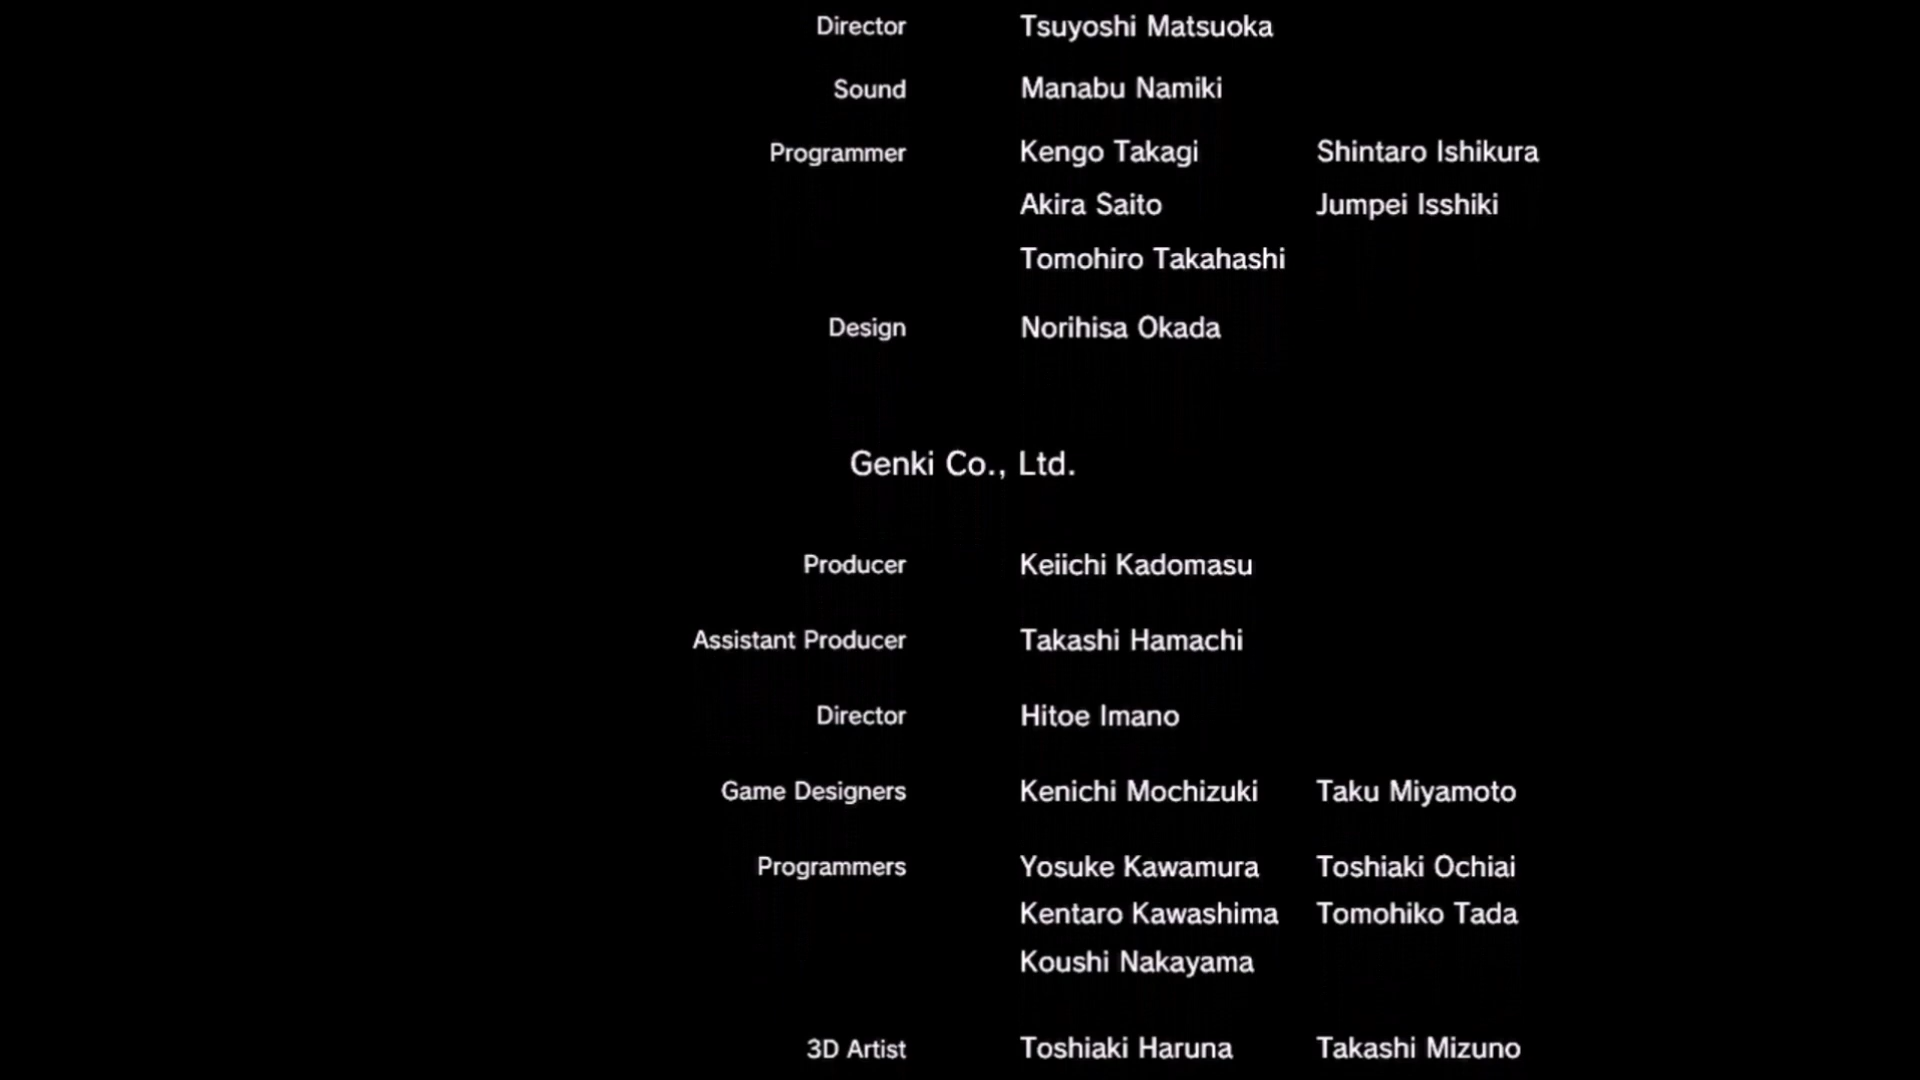 Director Tsuyoshi Matsuoka
Sound Manabu Namiki
Programmer Kengo Takagi Shintaro Ishikura
Akira Saito Jumpei Isshiki
Tomohiro Takahashi
Design Norihisa Okada
Genki Co., Ltd.
Producer Keiichi Kadomasu
Assistant Producer Takashi Hamachi
Director Hitoe Imano
Game Designers Kenichi Mochizuki Taku Miyamoto
Programmers Yosuke Kawamura Toshiaki Ochiai
Kentaro Kawashima Tomohiko Tada
Koushi Nakayama
3D Artist Toshiaki Haruna Takashi Mizuno